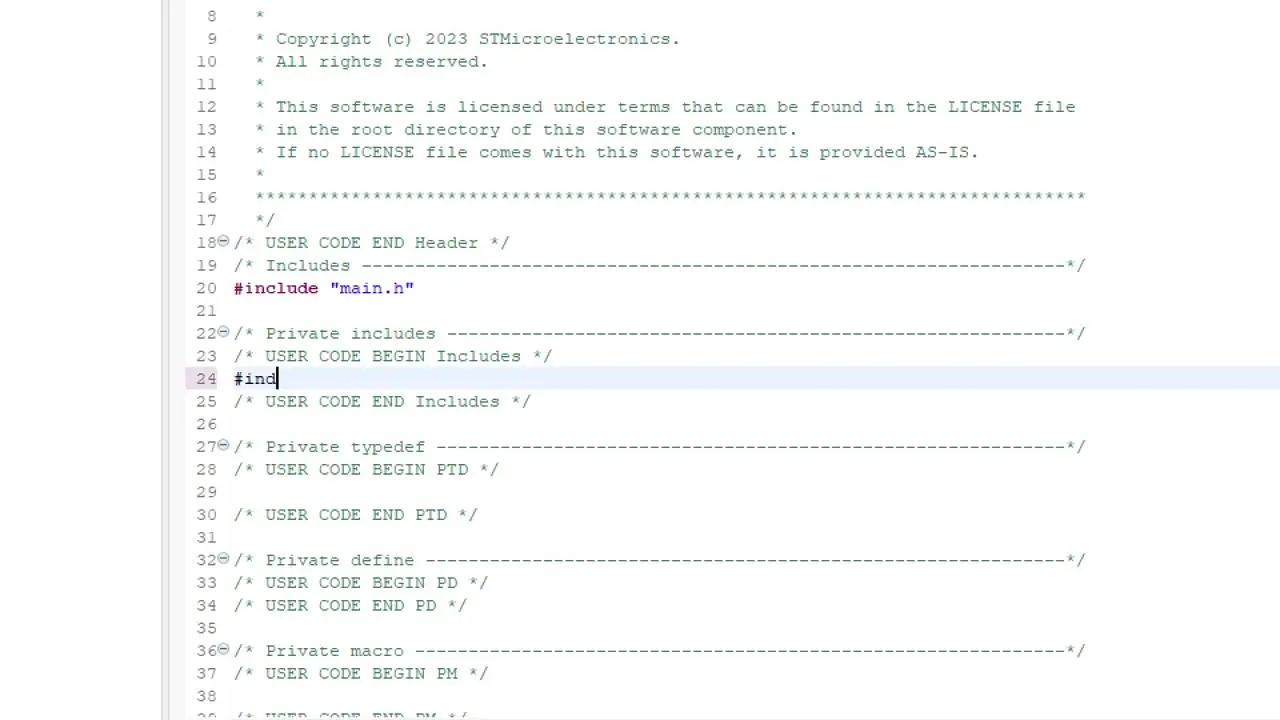 8   *
9   * Copyright (c) 2023 STMicroelectronics.
10   * All rights reserved.
11   *
12   * This software is licensed under terms that can be found in the LICENSE file
13   * in the root directory of this software component.
14   * If no LICENSE file comes with this software, it is provided AS-IS.
15   *
16   ******************************************************************************
17   */
18 /* USER CODE END Header */
19 /* Includes ------------------------------------------------------------------*/
20 #include "main.h"
21
22 /* Private includes ----------------------------------------------------------*/
23 /* USER CODE BEGIN Includes */
24 #ind
25 /* USER CODE END Includes */
26
27 /* Private typedef -----------------------------------------------------------*/
28 /* USER CODE BEGIN PTD */
29
30 /* USER CODE END PTD */
31
32 /* Private define ------------------------------------------------------------*/
33 /* USER CODE BEGIN PD */
34 /* USER CODE END PD */
35
36 /* Private macro -------------------------------------------------------------*/
37 /* USER CODE BEGIN PM */
38
39 /* USER CODE END PM */